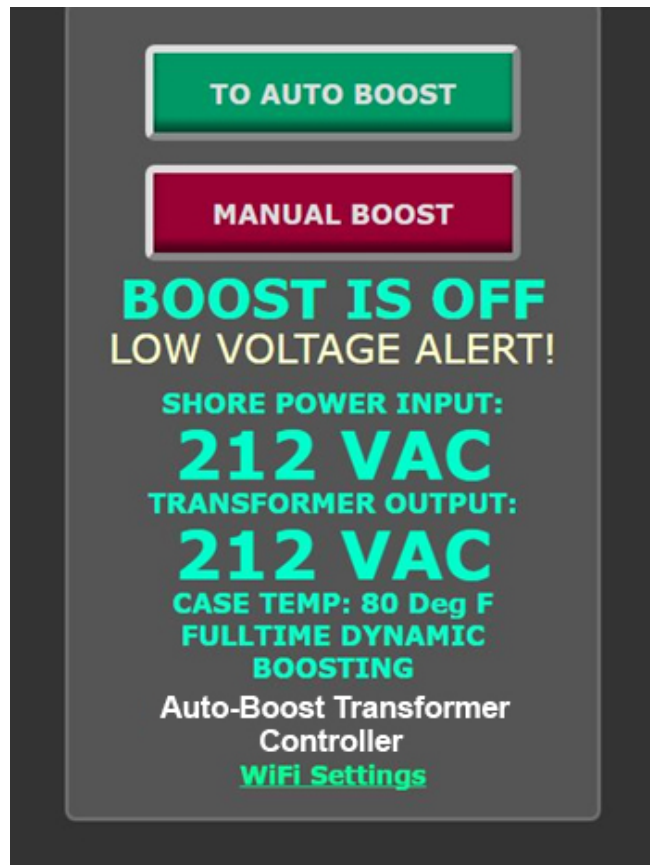 TO AUTO BOOST
MANUAL BOOST
BOOST IS OFF
LOW VOLTAGE ALERT!
SHORE POWER INPUT:
212 VAC
TRANSFORMER OUTPUT:
212 VAC
CASE TEMP: 80 Deg F
FULLTIME DYNAMIC
BOOSTING
Auto-Boost Transformer
Controller
WiFi Settings